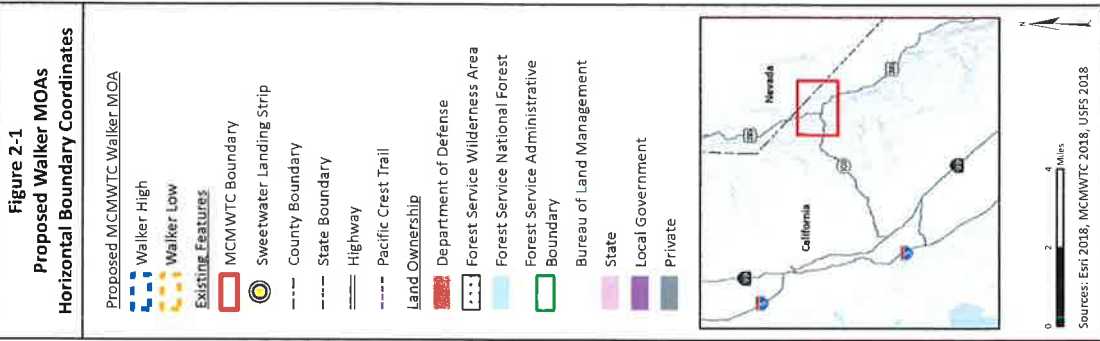 Figure 2-1
Proposed Walker MOAs
Horizontal Boundary Coordinates
Proposed MCMWTC Walker MOA
Walker High
Walker Low
Existing Features
MCMWTC Boundary
Sweetwater Landing Strip
County Boundary
State Boundary
Highway
Pacific Crest Trail
Land Ownership
Department of Defense
Forest Service Wilderness Area
Forest Service National Forest
Forest Service Administrative
Boundary
Bureau of Land Management
State
Local Government
Private
Nevada
California
N
0 2 4
Miles
Sources: Esri 2018, MCMWTC 2018, USFS 2018